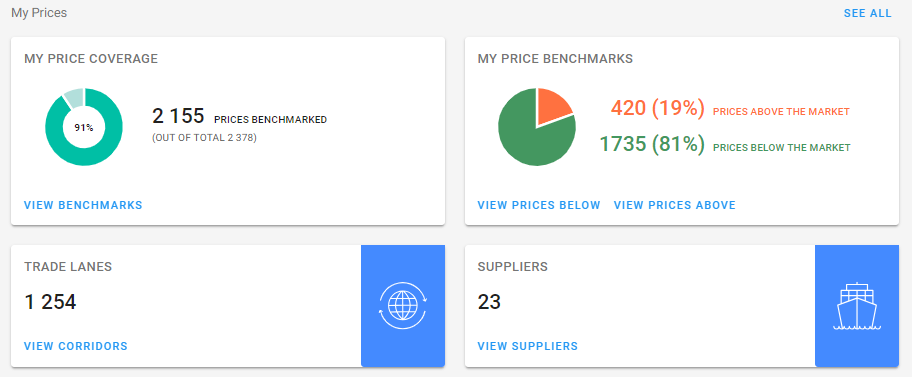 My Prices
SEE ALL
MY PRICE COVERAGE
91%
2 155 PRICES BENCHMARKED
(OUT OF TOTAL 2 378)
VIEW BENCHMARKS
MY PRICE BENCHMARKS
420 (19%) PRICES ABOVE THE MARKET
1735 (81%) PRICES BELOW THE MARKET
VIEW PRICES BELOW VIEW PRICES ABOVE
TRADE LANES
1 254
VIEW CORRIDORS
SUPPLIERS
23
VIEW SUPPLIERS